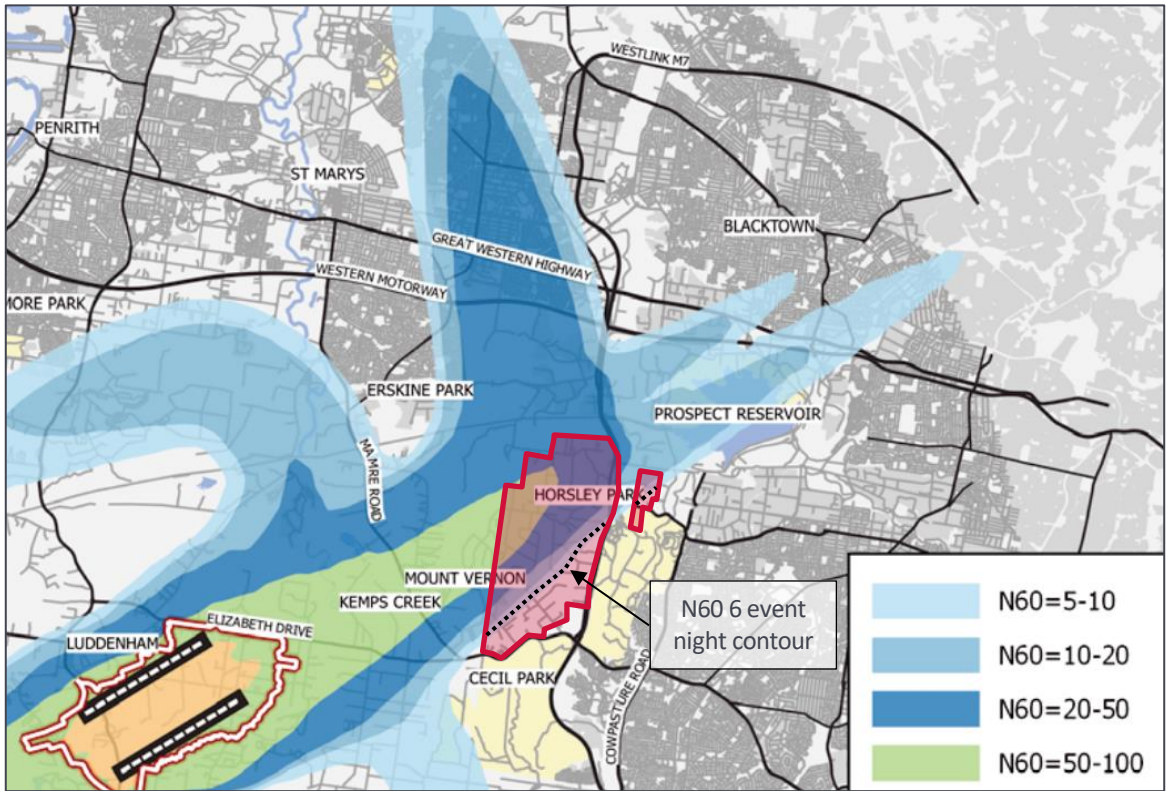 WESTLINK M7
PENRITH
ST MARYS
BLACKTOWN
GREAT WESTERN HIGHWAY
WESTERN MOTORWAY
MORE PARK
ERSKINE PARK
PROSPECT RESERVOIR
MAMRE ROAD
HORSLEY PARK
MOUNT VERNON
KEMPS CREEK
ELIZABETH DRIVE
LUDDENHAM
CECIL PARK
COWPASTURE ROAD
N60 6 event
night contour
N60=5-10
N60=10-20
N60=20-50
N60=50-100